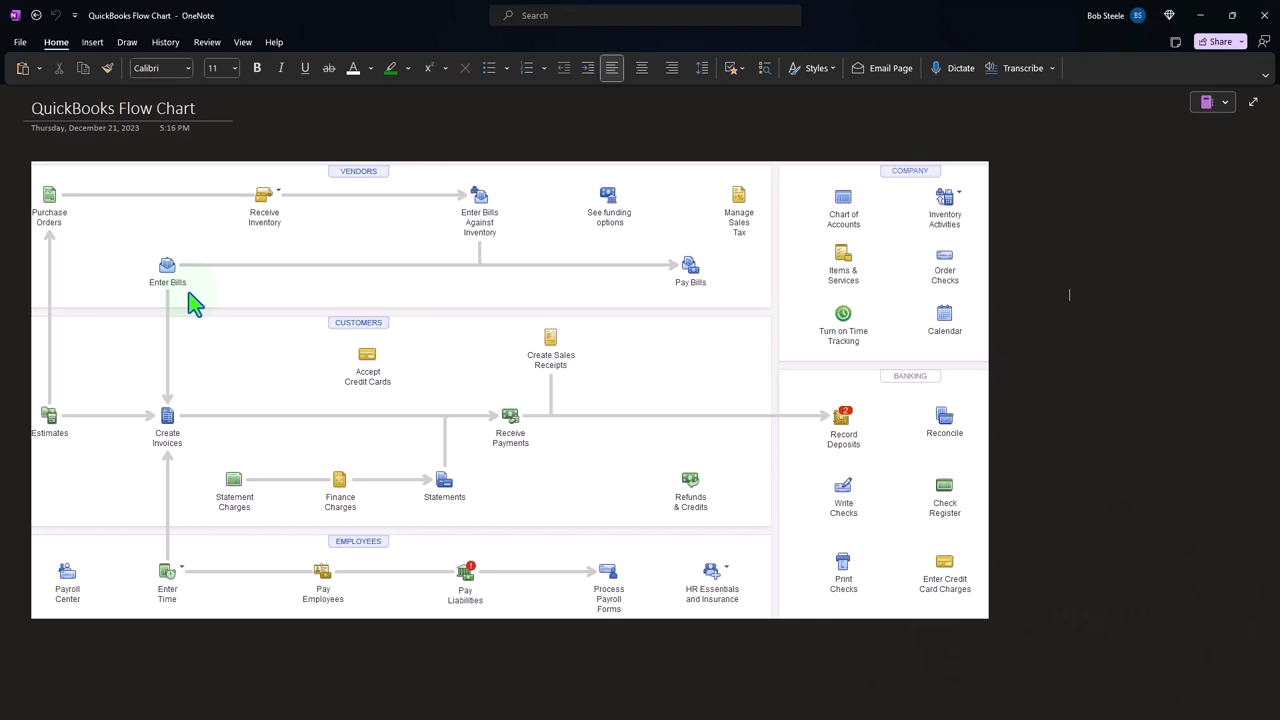 QuickBooks Flow Chart - OneNote
Search
Bob Steele
BS
File
Home
Insert
Draw
History
Review
View
Help
Share
Calibri
11
B
I
U
ab
A
Styles
Email Page
Dictate
Transcribe
QuickBooks Flow Chart
Thursday, December 21, 2023
5:16 PM
VENDORS
Purchase
Orders
Receive
Inventory
Enter Bills
Against
Inventory
See funding
options
Manage
Sales
Tax
Enter Bills
Pay Bills
CUSTOMERS
Accept
Credit Cards
Create Sales
Receipts
Estimates
Create
Invoices
Receive
Payments
Statement
Charges
Finance
Charges
Statements
Refunds
& Credits
EMPLOYEES
Payroll
Center
Enter
Time
Pay
Employees
Pay
Liabilities
Process
Payroll
Forms
HR Essentials
and Insurance
COMPANY
Chart of
Accounts
Inventory
Activities
Items &
Services
Order
Checks
Turn on Time
Tracking
Calendar
BANKING
2
Record
Deposits
Reconcile
Write
Checks
Check
Register
Print
Checks
Enter Credit
Card Charges